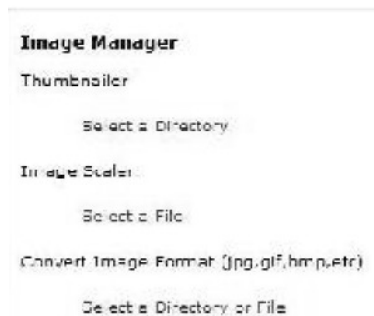 Image Manager
Thumbnailer
Select a Directory
Image Scaler
Select a File
Convert Image Format (jpg,gif,bmp,etc)
Select a Directory or File